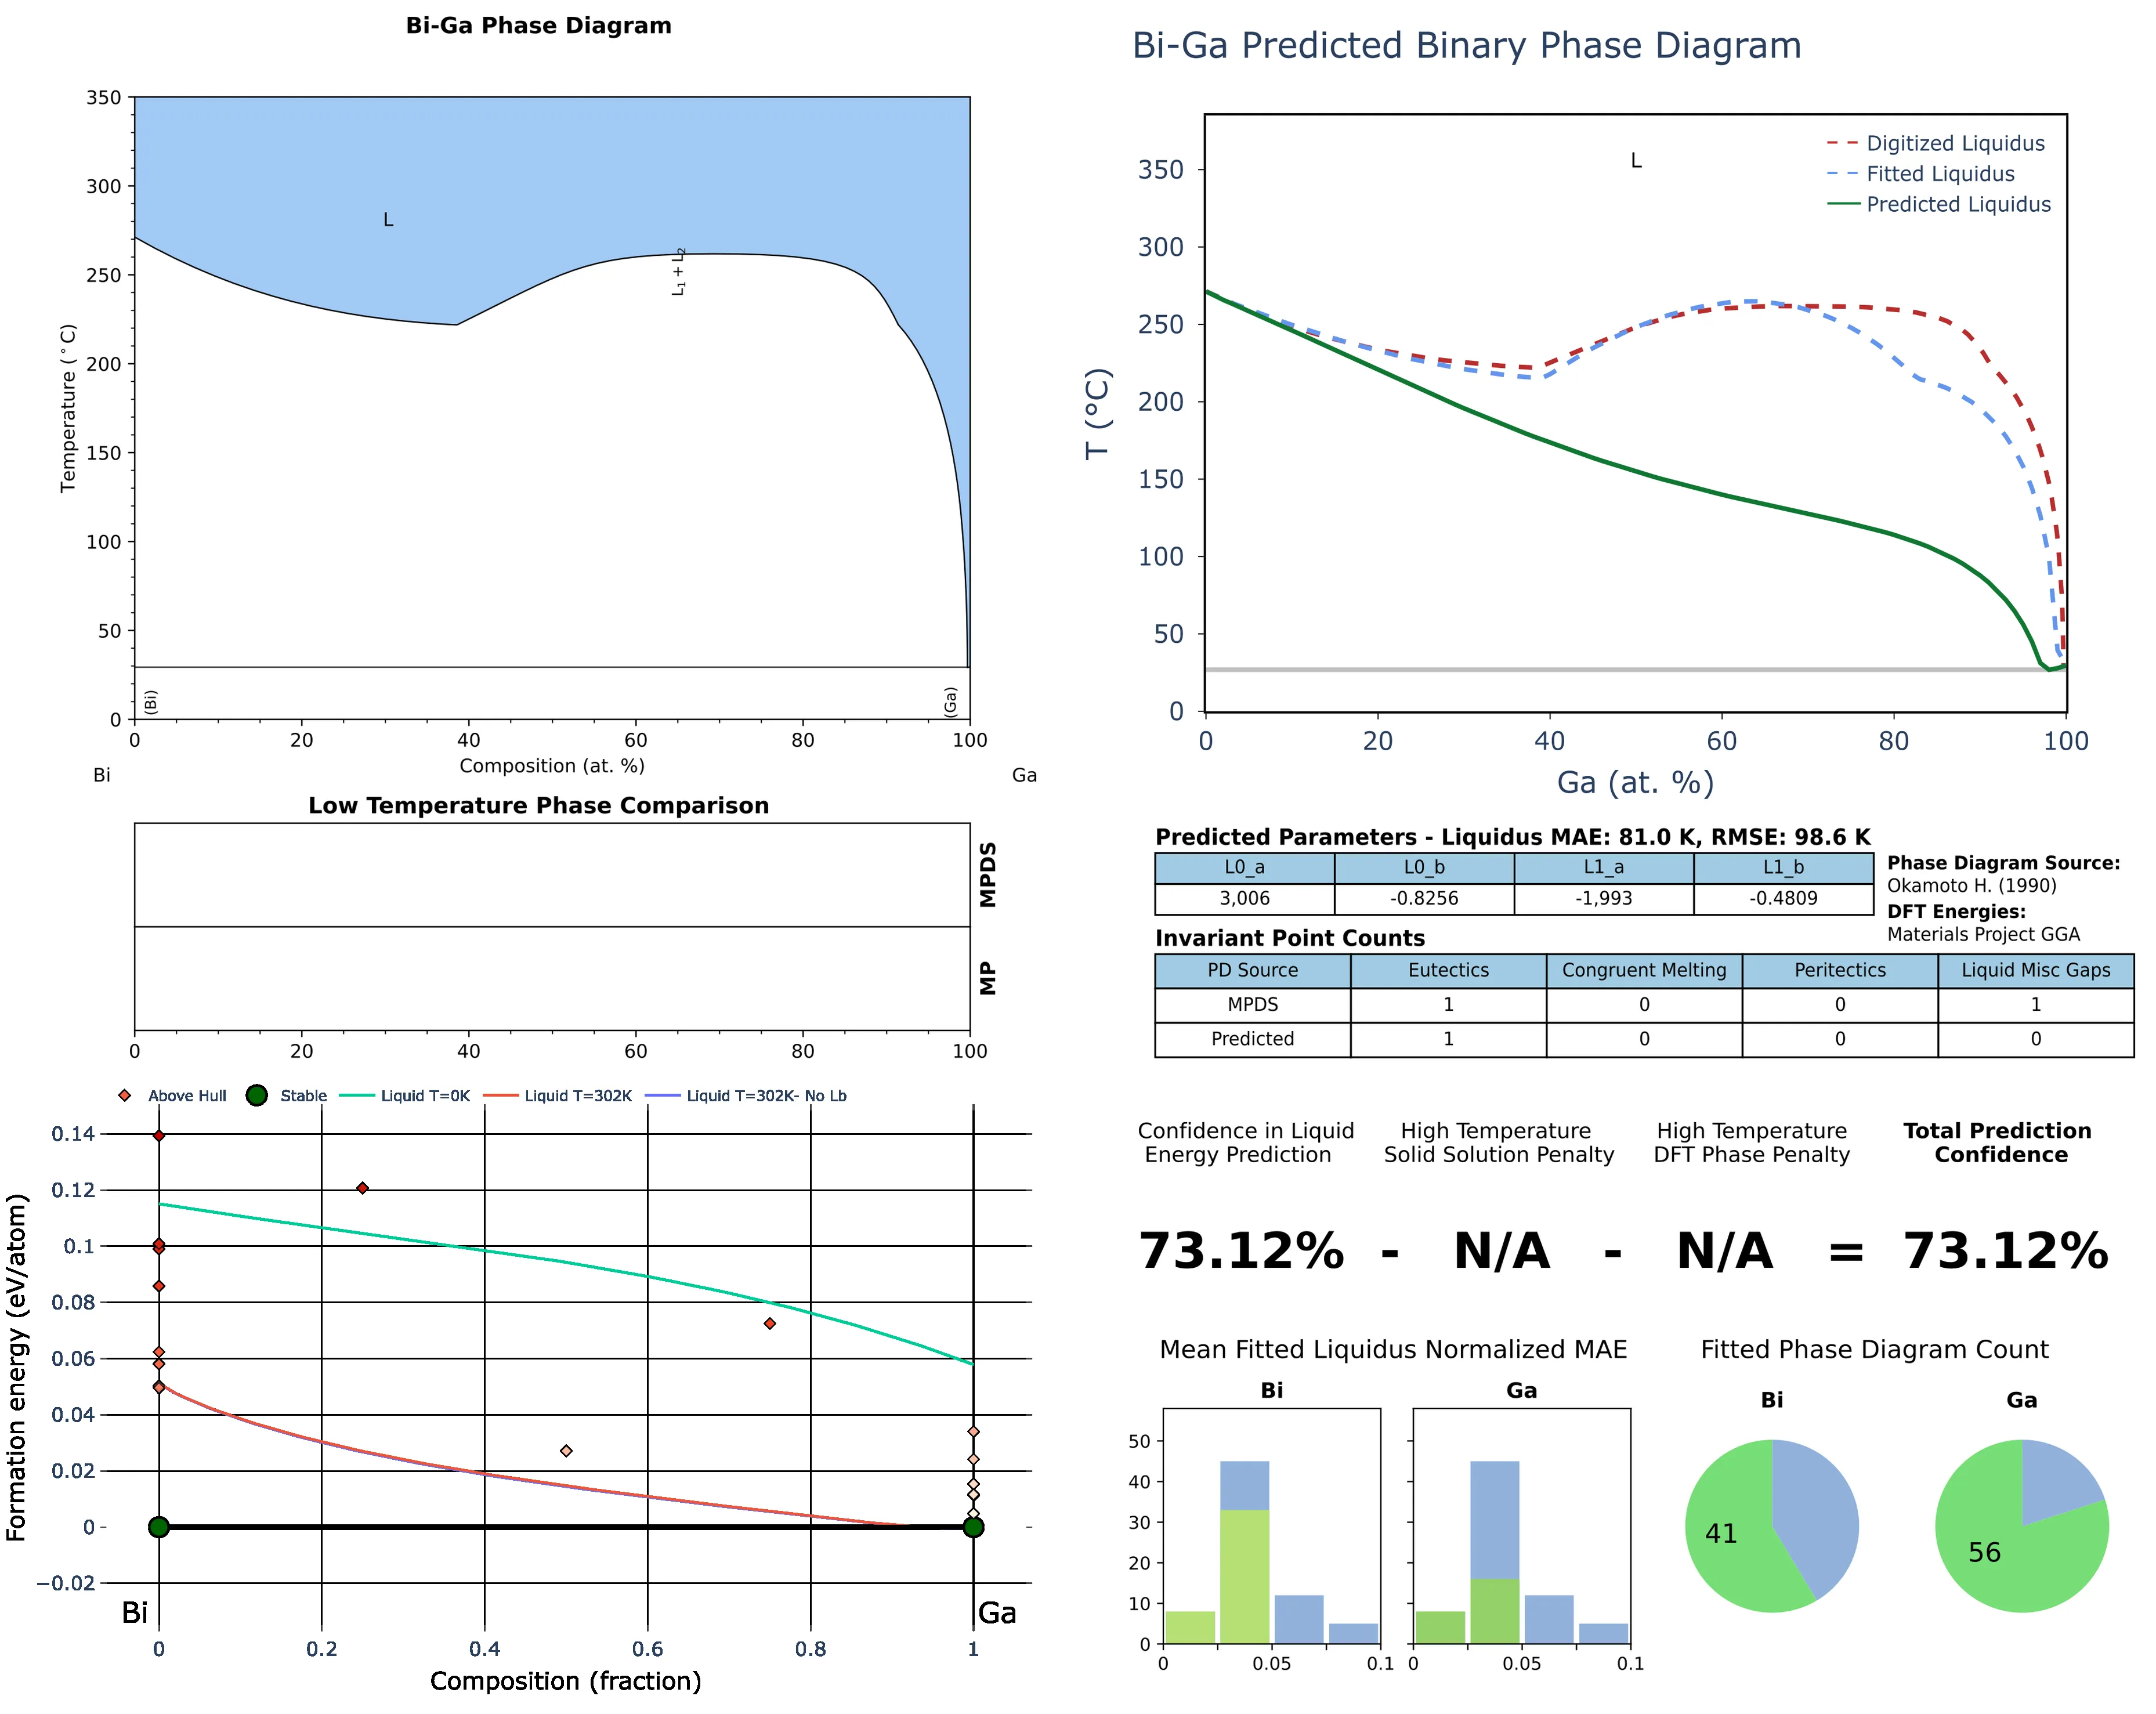 Bi-Ga Phase Diagram
350
300
250
200
150
100
50
0
Temperature (°C)
L
L1 + L2
(Bi)
(Ga)
0 20 40 60 80 100
Composition (at. %)
Bi Ga
Low Temperature Phase Comparison
MPDS
MP
0 20 40 60 80 100
Above Hull Stable Liquid T=0K Liquid T=302K Liquid T=302K- No Lb
0.14
0.12
0.1
0.08
0.06
0.04
0.02
0
−0.02
Formation energy (eV/atom)
Bi Ga
0 0.2 0.4 0.6 0.8 1
Composition (fraction)
Bi-Ga Predicted Binary Phase Diagram
L
Digitized Liquidus
Fitted Liquidus
Predicted Liquidus
350
300
250
200
150
100
50
0
T (°C)
0 20 40 60 80 100
Ga (at. %)
Predicted Parameters - Liquidus MAE: 81.0 K, RMSE: 98.6 K
L0_a L0_b L1_a L1_b
3,006 -0.8256 -1,993 -0.4809
Phase Diagram Source:
Okamoto H. (1990)
DFT Energies:
Materials Project GGA
Invariant Point Counts
PD Source Eutectics Congruent Melting Peritectics Liquid Misc Gaps
MPDS 1 0 0 1
Predicted 1 0 0 0
Confidence in Liquid
Energy Prediction
High Temperature
Solid Solution Penalty
High Temperature
DFT Phase Penalty
Total Prediction
Confidence
73.12% - N/A - N/A = 73.12%
Mean Fitted Liquidus Normalized MAE
Bi Ga
50
40
30
20
10
0
0 0.05 0.1
0 0.05 0.1
Fitted Phase Diagram Count
Bi Ga
41 56